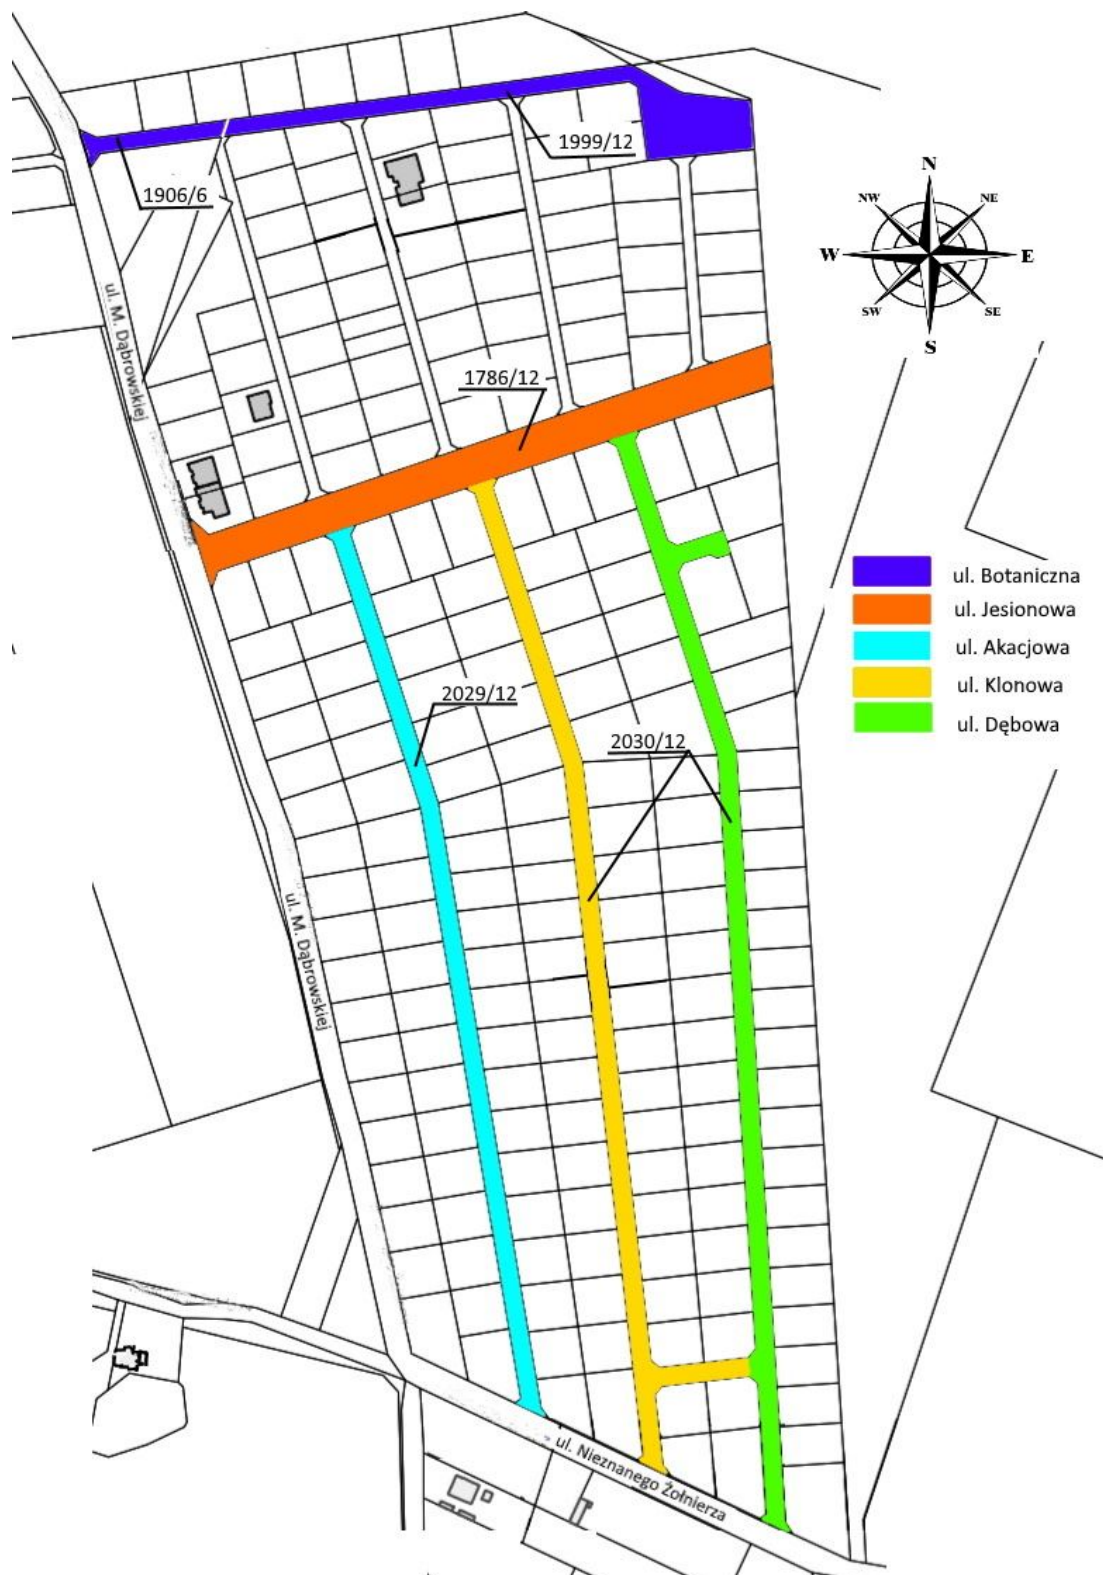 1999/12
1906/6
N
NW
NE
W
E
SW
SE
S
ul. M. Dąbrowskiej
1786/12
ul. Botaniczna
ul. Jesionowa
ul. Akacjowa
ul. Klonowa
ul. Dębowa
2029/12
2030/12
ul. M. Dąbrowskiej
ul. Nieznanego Żołnierza